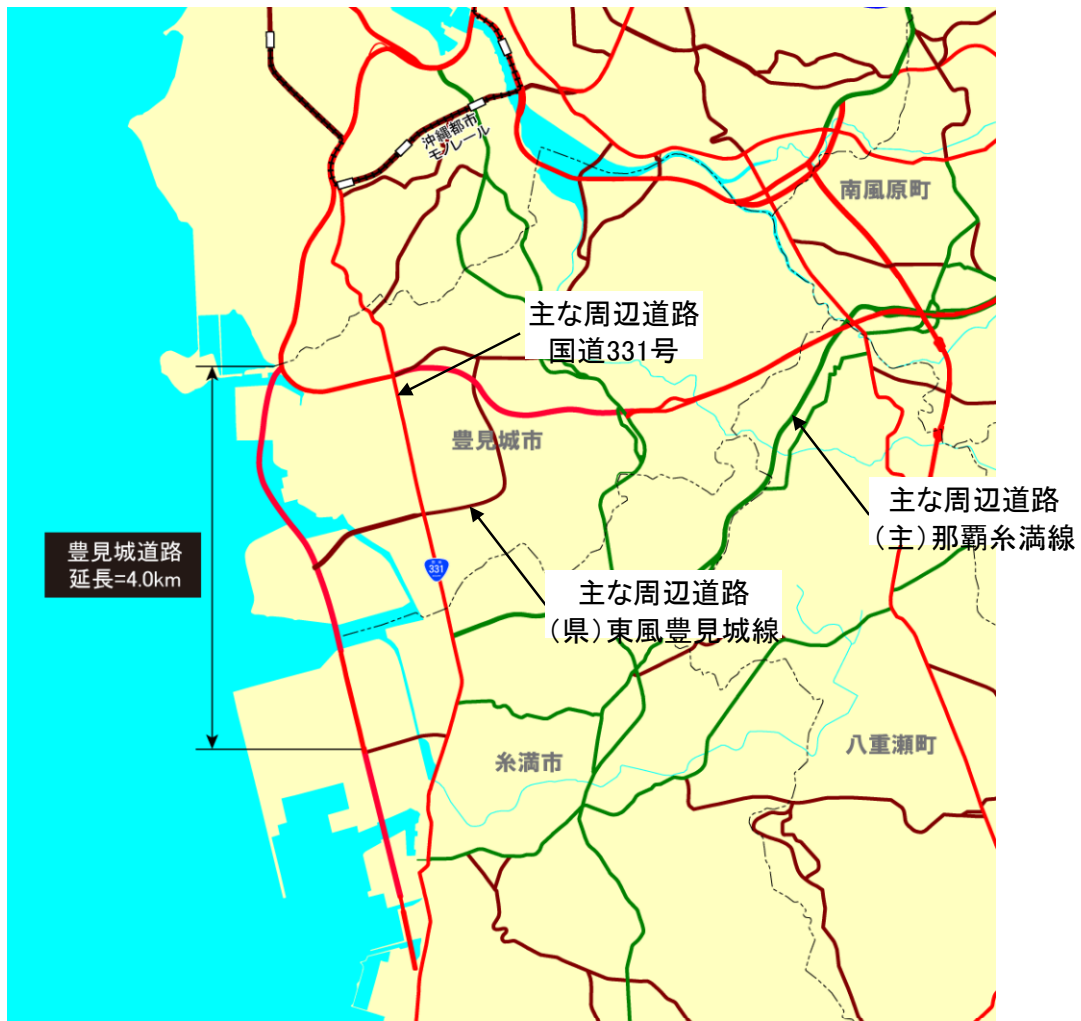 沖縄都市
モノレール
南風原町
主な周辺道路
国道331号
豊見城市
主な周辺道路
(主)那覇糸満線
豊見城道路
延長=4.0km
331
主な周辺道路
(県)東風豊見城線
糸満市
八重瀬町